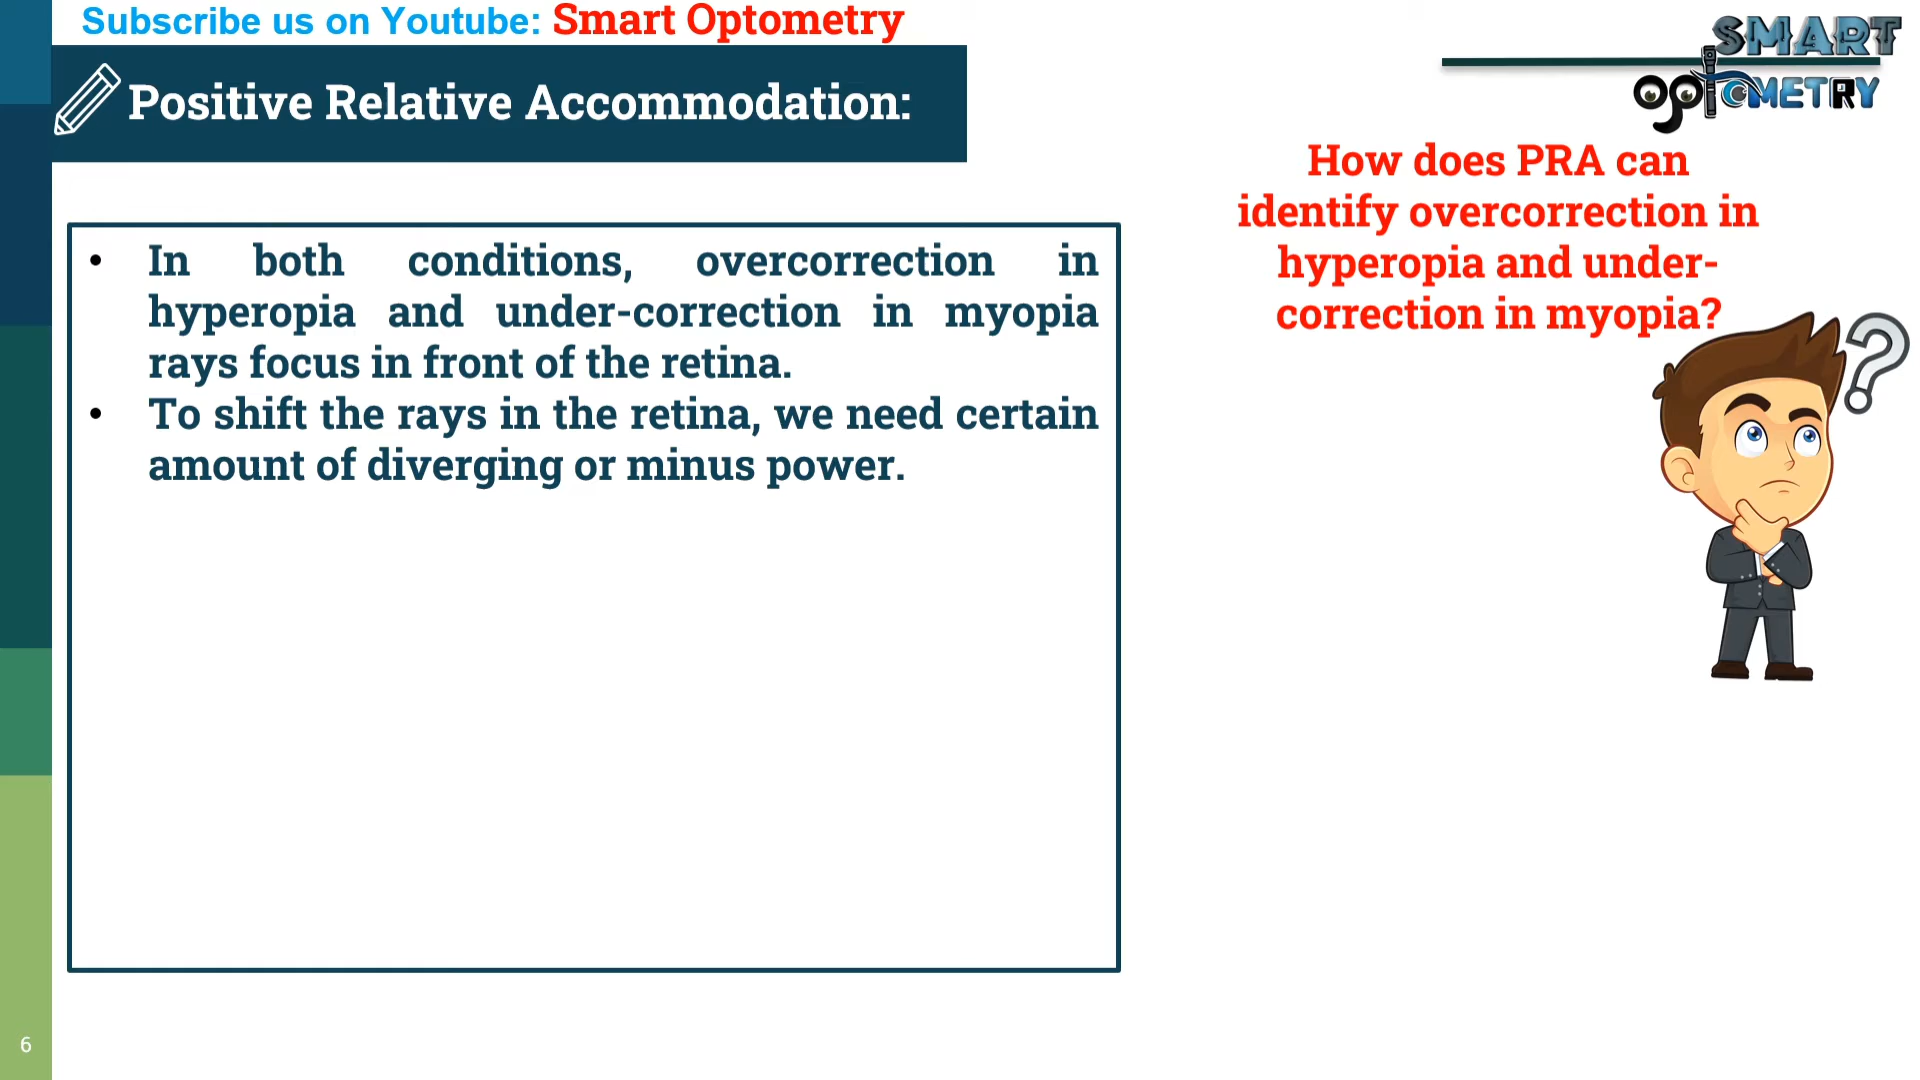 Subscribe us on Youtube: Smart Optometry
SMART
OPTOMETRY
Positive Relative Accommodation:
How does PRA can
identify overcorrection in
hyperopia and under-
correction in myopia?
• In both conditions, overcorrection in
hyperopia and under-correction in myopia
rays focus in front of the retina.
• To shift the rays in the retina, we need certain
amount of diverging or minus power.
6